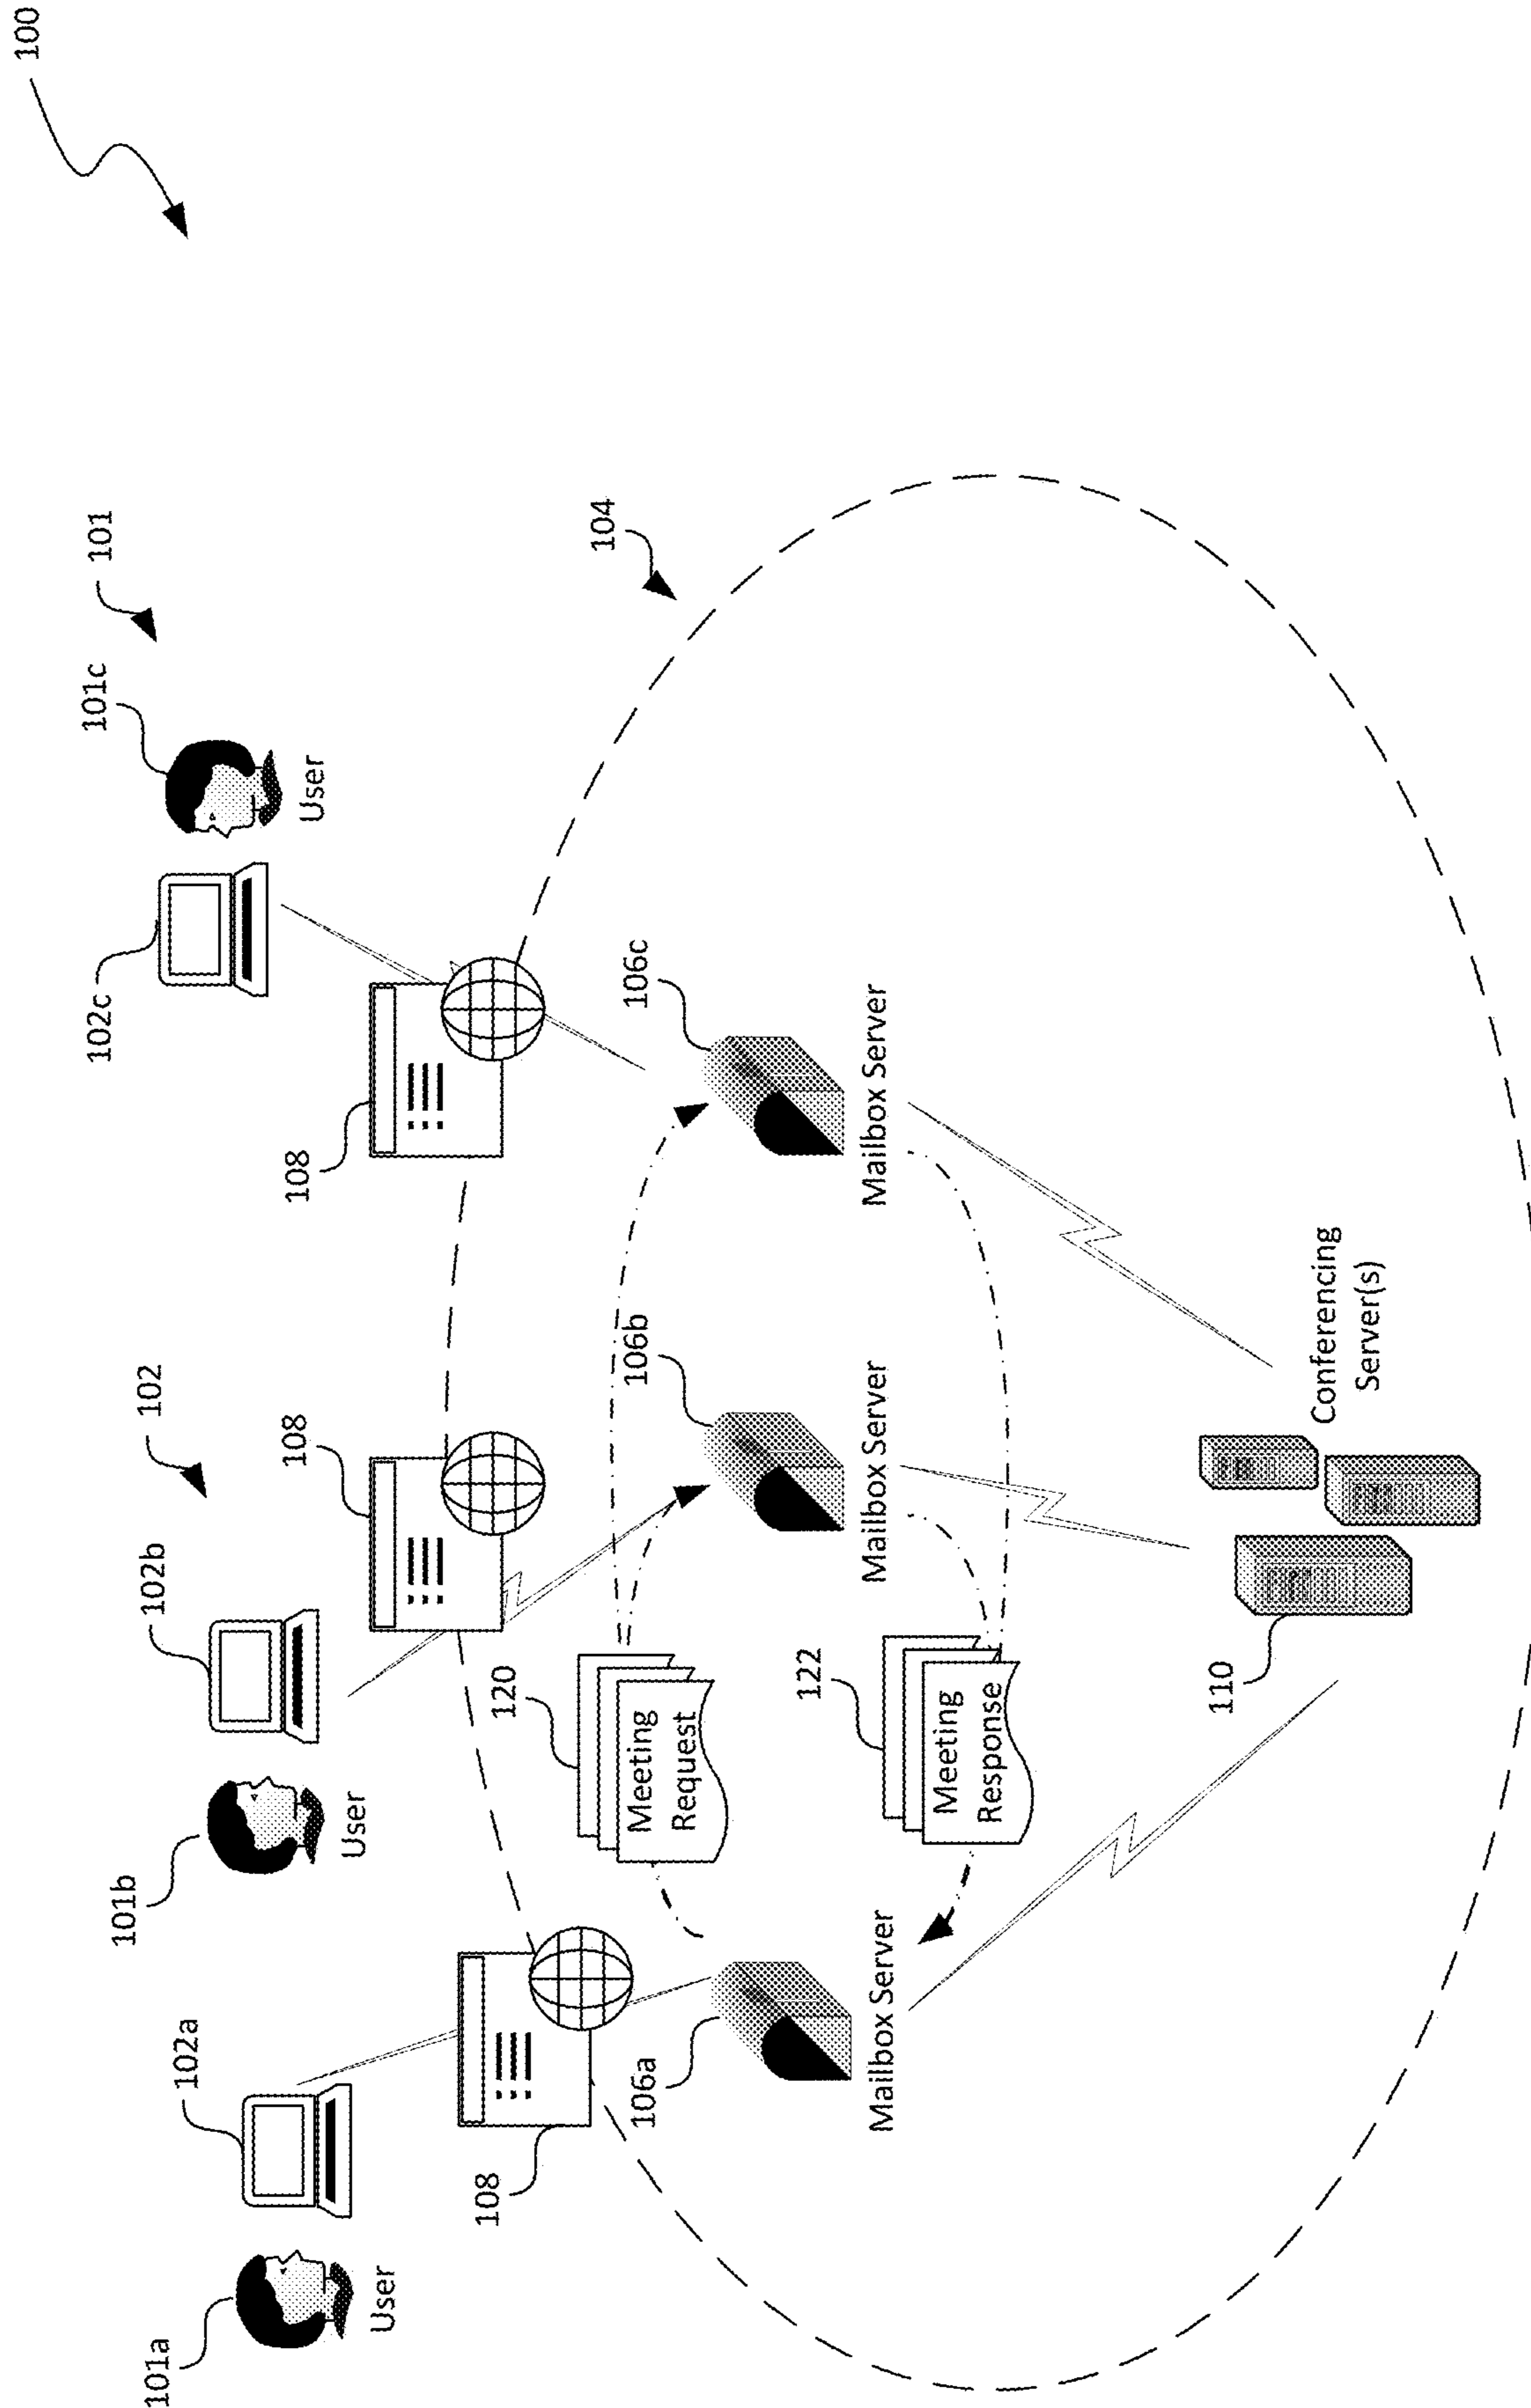 100
101
101c
User
102c
104
102
102b
101b
User
108
108
106c
Mailbox Server
102a
101a
User
108
120
Meeting
Request
106b
Mailbox Server
106a
Mailbox Server
122
Meeting
Response
Conferencing
Server(s)
110